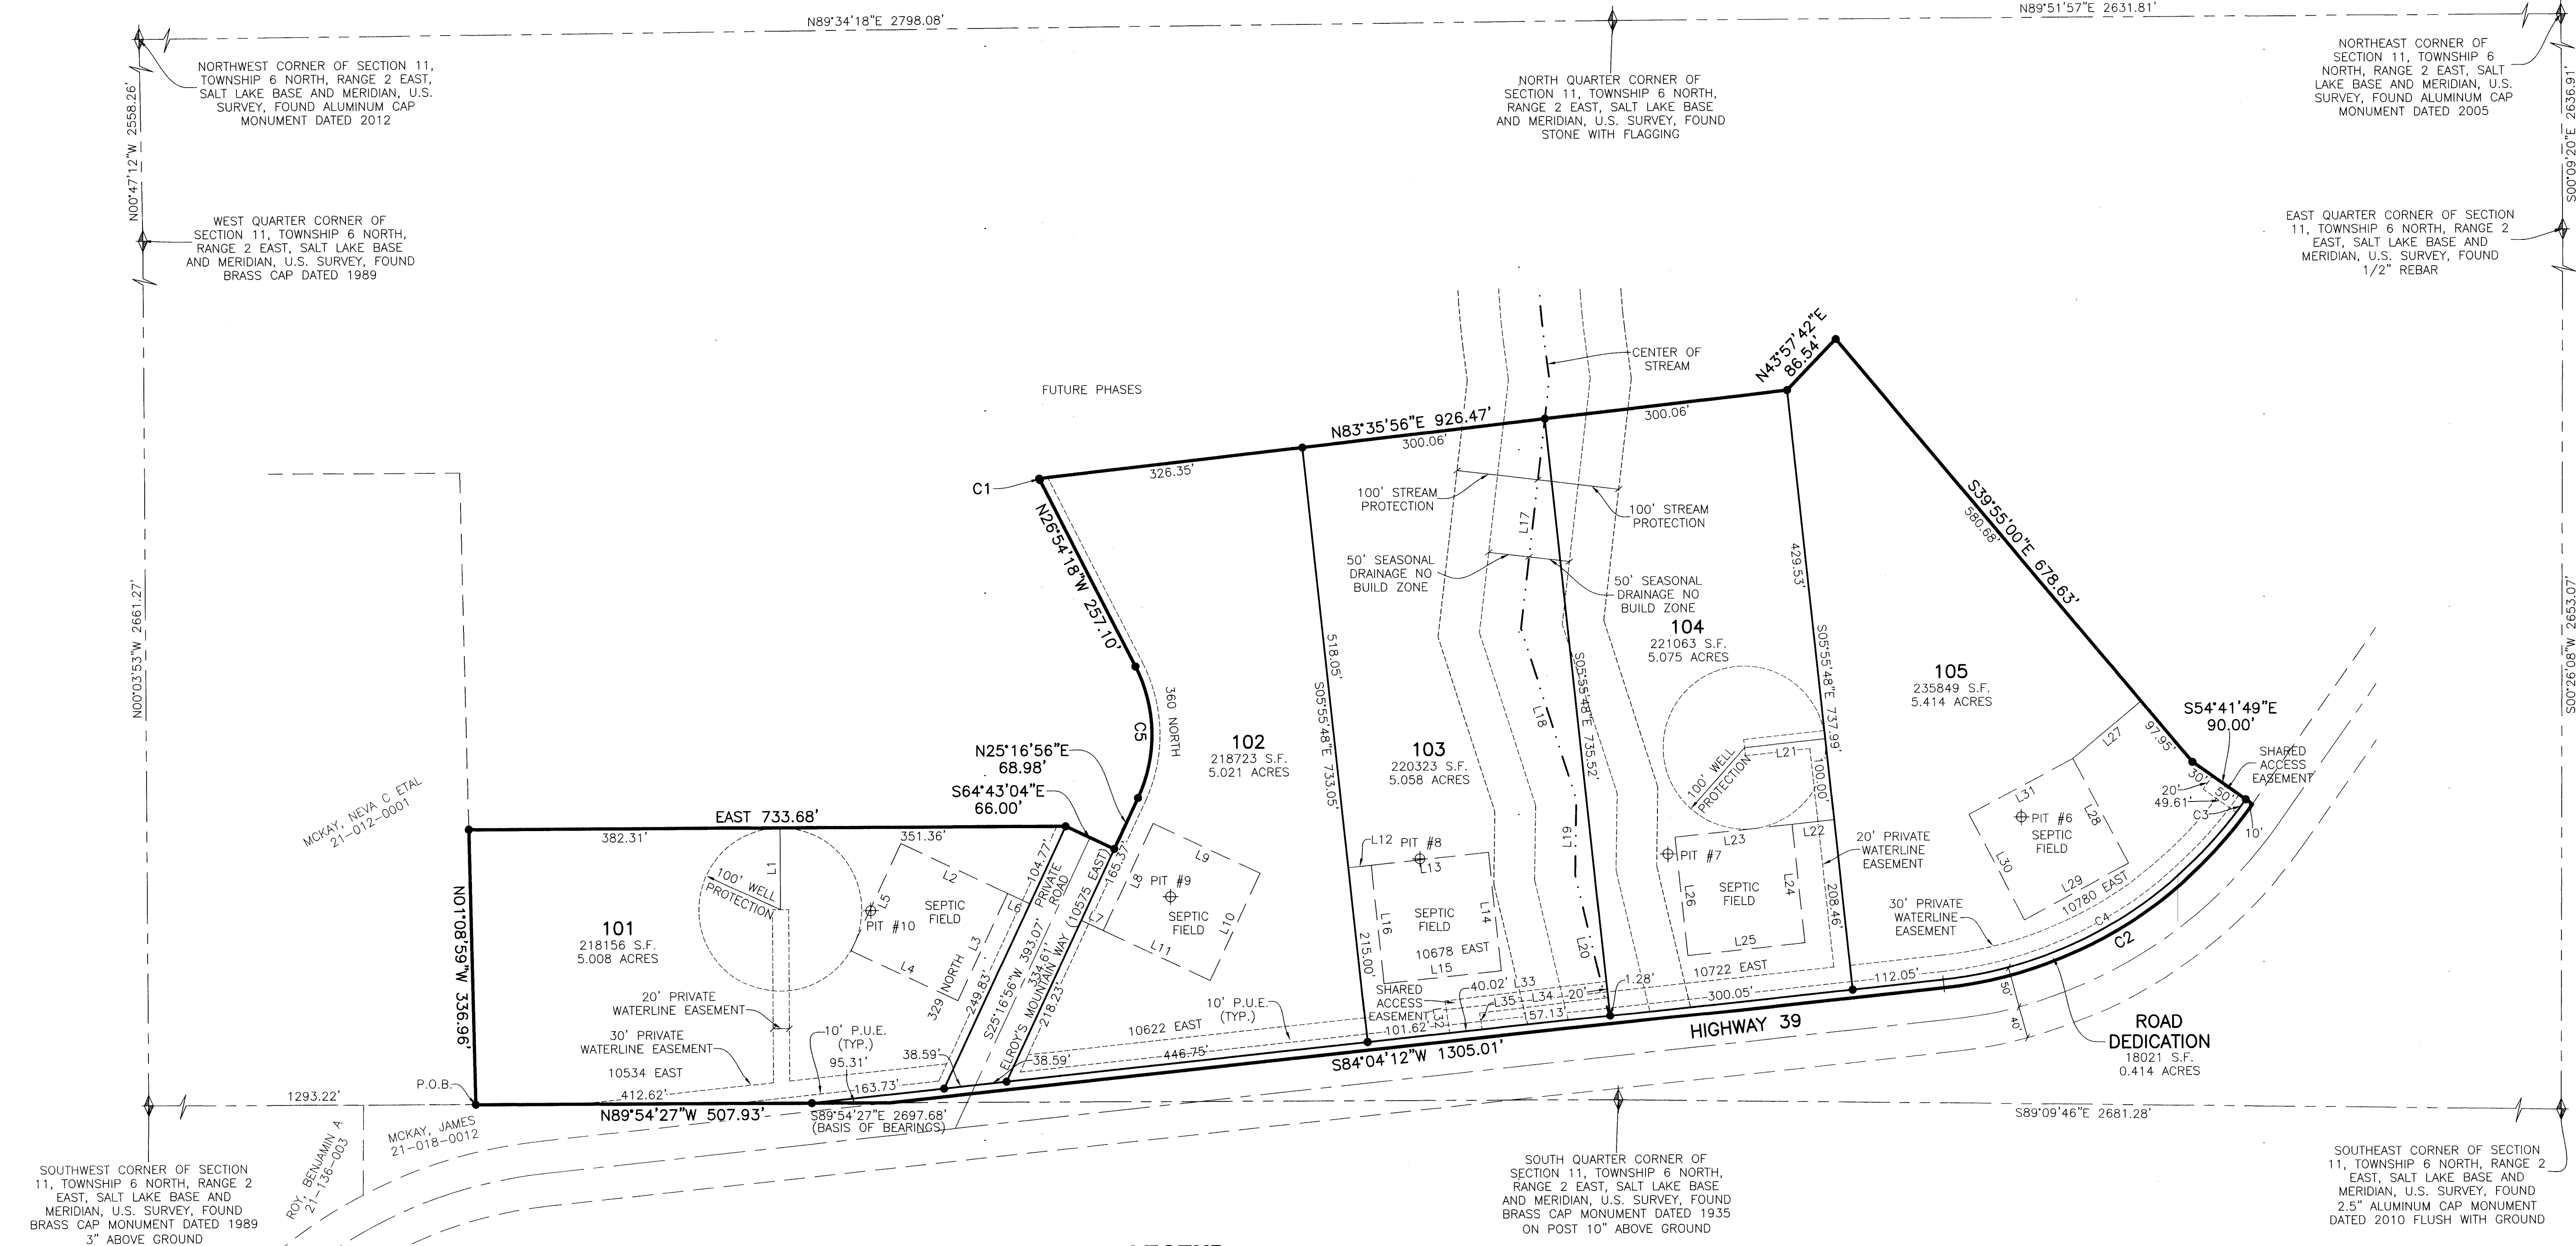 N89°34'18"E 2798.08'
N89°51'57"E 2631.81'
NORTHWEST CORNER OF SECTION 11,
TOWNSHIP 6 NORTH, RANGE 2 EAST,
SALT LAKE BASE AND MERIDIAN, U.S.
SURVEY, FOUND ALUMINUM CAP
MONUMENT DATED 2012
NORTH QUARTER CORNER OF
SECTION 11, TOWNSHIP 6 NORTH,
RANGE 2 EAST, SALT LAKE BASE
AND MERIDIAN, U.S. SURVEY, FOUND
STONE WITH FLAGGING
NORTHEAST CORNER OF
SECTION 11, TOWNSHIP 6
NORTH, RANGE 2 EAST, SALT
LAKE BASE AND MERIDIAN, U.S.
SURVEY, FOUND ALUMINUM CAP
MONUMENT DATED 2005
N00°47'12"W 2558.26'
S00°09'20"E 2636.91'
WEST QUARTER CORNER OF
SECTION 11, TOWNSHIP 6 NORTH,
RANGE 2 EAST, SALT LAKE BASE
AND MERIDIAN, U.S. SURVEY, FOUND
BRASS CAP DATED 1989
EAST QUARTER CORNER OF SECTION
11, TOWNSHIP 6 NORTH, RANGE 2
EAST, SALT LAKE BASE AND
MERIDIAN, U.S. SURVEY, FOUND
1/2" REBAR
N00°03'53"W 2661.27'
S00°26'08"W 2653.07'
FUTURE PHASES
CENTER OF
STREAM
N43°57'42"E
86.54'
N83°35'56"E 926.47'
326.35'
300.06'
300.06'
C1
N26°54'18"W 257.10'
100' STREAM
PROTECTION
100' STREAM
PROTECTION
L17
50' SEASONAL
DRAINAGE NO
BUILD ZONE
50' SEASONAL
DRAINAGE NO
BUILD ZONE
S39°55'00"E 678.63'
580.68'
97.95'
429.53'
518.05'
S05°55'48"E 733.05'
S05°55'48"E 735.52'
S05°55'48"E 737.99'
104
221063 S.F.
5.075 ACRES
105
235849 S.F.
5.414 ACRES
102
218723 S.F.
5.021 ACRES
103
220323 S.F.
5.058 ACRES
C5
360 NORTH
L18
L19
100' WELL
PROTECTION
L21
100.00'
L27
S54°41'49"E
90.00'
SHARED
ACCESS
EASEMENT
30'
50'
20'
49.61'
C3
10'
N25°16'56"E
68.98'
S64°43'04"E
66.00'
MCKAY, NEVA C ETAL
21-012-0001
EAST 733.68'
382.31'
351.36'
L1
100' WELL
PROTECTION
N01°08'59"W 336.96'
101
218156 S.F.
5.008 ACRES
L5
L2
SEPTIC
FIELD
PIT #10
L3
L4
L6
104.77'
PRIVATE
ROAD
165.37'
L8
L9
PIT #9
SEPTIC
FIELD
L7
L10
L11
329 NORTH
249.83'
S25°16'56"W 393.07'
334.61'
ELROY'S MOUNTAIN WAY (10575 EAST)
218.23'
L12
PIT #8
L13
SEPTIC
FIELD
L14
L16
10678 EAST
L15
215.00'
L20
PIT #7
L23
L22
SEPTIC
FIELD
L24
L26
L25
20' PRIVATE
WATERLINE
EASEMENT
208.46'
10722 EAST
L31
PIT #6
SEPTIC
FIELD
L28
L30
L29
10780 EAST
30' PRIVATE
WATERLINE
EASEMENT
C4
C2
20' PRIVATE
WATERLINE EASEMENT
30' PRIVATE
WATERLINE EASEMENT
10534 EAST
10' P.U.E.
(TYP.)
95.31'
38.59'
38.59'
10622 EAST
10' P.U.E.
(TYP.)
446.75'
SHARED
ACCESS
EASEMENT
L32
40.02'
L33
L35
L34
20'
1.28'
101.62'
157.13'
300.05'
112.05'
50'
40'
HIGHWAY 39
S84°04'12"W 1305.01'
ROAD
DEDICATION
18021 S.F.
0.414 ACRES
P.O.B.
1293.22'
412.62'
163.73'
N89°54'27"W 507.93'
S89°54'27"E 2697.68'
(BASIS OF BEARINGS)
S89°09'46"E 2681.28'
MCKAY, JAMES
21-018-0012
ROY, BENJAMIN A
21-136-003
SOUTHWEST CORNER OF SECTION
11, TOWNSHIP 6 NORTH, RANGE 2
EAST, SALT LAKE BASE AND
MERIDIAN, U.S. SURVEY, FOUND
BRASS CAP MONUMENT DATED 1989
3" ABOVE GROUND
SOUTH QUARTER CORNER OF
SECTION 11, TOWNSHIP 6 NORTH,
RANGE 2 EAST, SALT LAKE BASE
AND MERIDIAN, U.S. SURVEY, FOUND
BRASS CAP MONUMENT DATED 1935
ON POST 10" ABOVE GROUND
SOUTHEAST CORNER OF SECTION
11, TOWNSHIP 6 NORTH, RANGE 2
EAST, SALT LAKE BASE AND
MERIDIAN, U.S. SURVEY, FOUND
2.5" ALUMINUM CAP MONUMENT
DATED 2010 FLUSH WITH GROUND